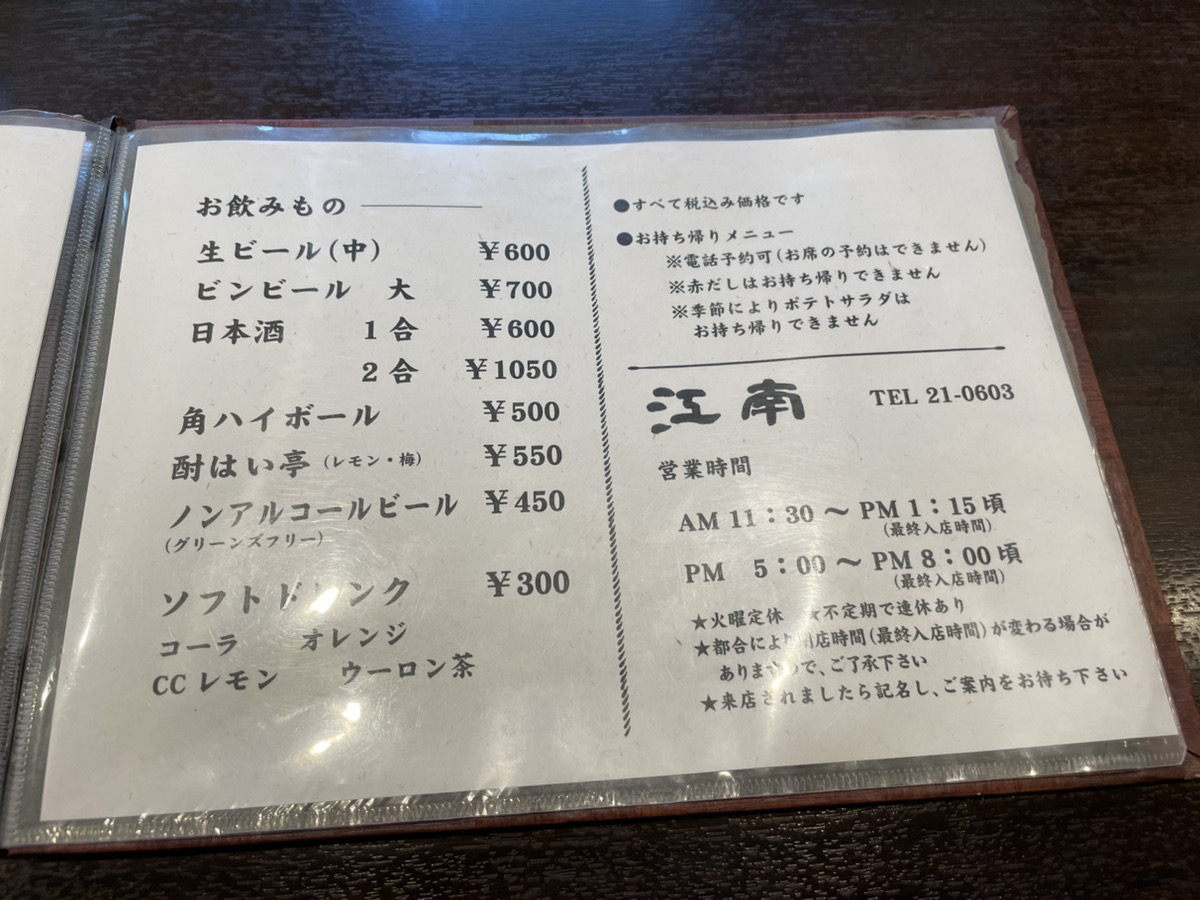 お飲みもの
生ビール(中) ¥600
ビンビール 大 ¥700
日本酒 1合 ¥600
2合 ¥1050
角ハイボール ¥500
酎はい亭 (レモン・梅) ¥550
ノンアルコールビール ¥450
(グリーンズフリー)
ソフトドリンク ¥300
コーラ オレンジ
CCレモン ウーロン茶
●すべて税込み価格です
●お持ち帰りメニュー
※電話予約可(お席の予約はできません)
※赤だしはお持ち帰りできません
※季節によりポテトサラダは
お持ち帰りできません
江南 TEL 21-0603
営業時間
AM 11:30 〜 PM 1:15頃
(最終入店時間)
PM 5:00 〜 PM 8:00頃
(最終入店時間)
★火曜定休 ★不定期で連休あり
★都合により閉店時間(最終入店時間)が変わる場合が
ありますので、ご了承下さい
★来店されましたら記名し、ご案内をお待ち下さい